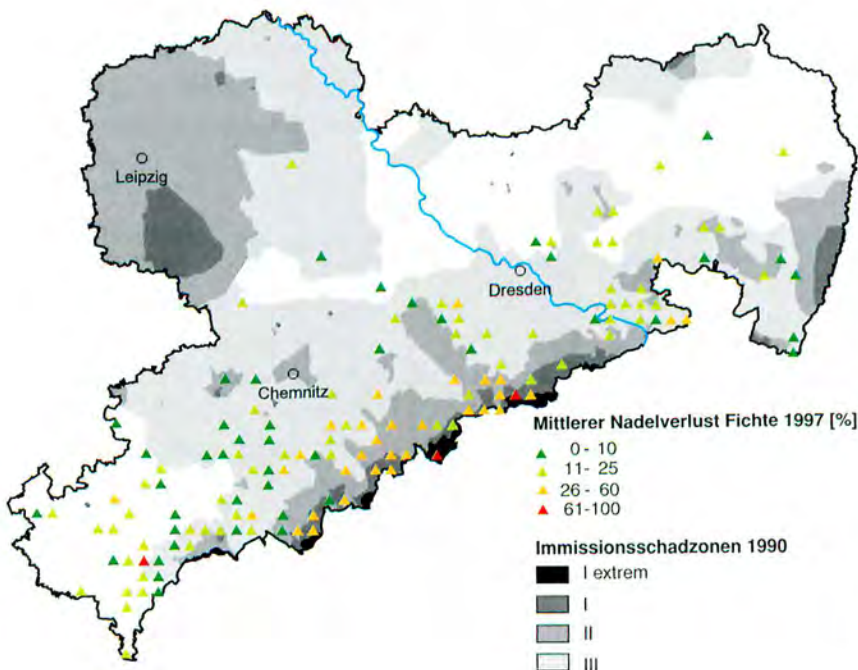 Leipzig
Dresden
Chemnitz
Mittlerer Nadelverlust Fichte 1997 [%]
0 - 10
11 - 25
26 - 60
61-100
Immissionsschadzonen 1990
I extrem
I
II
III